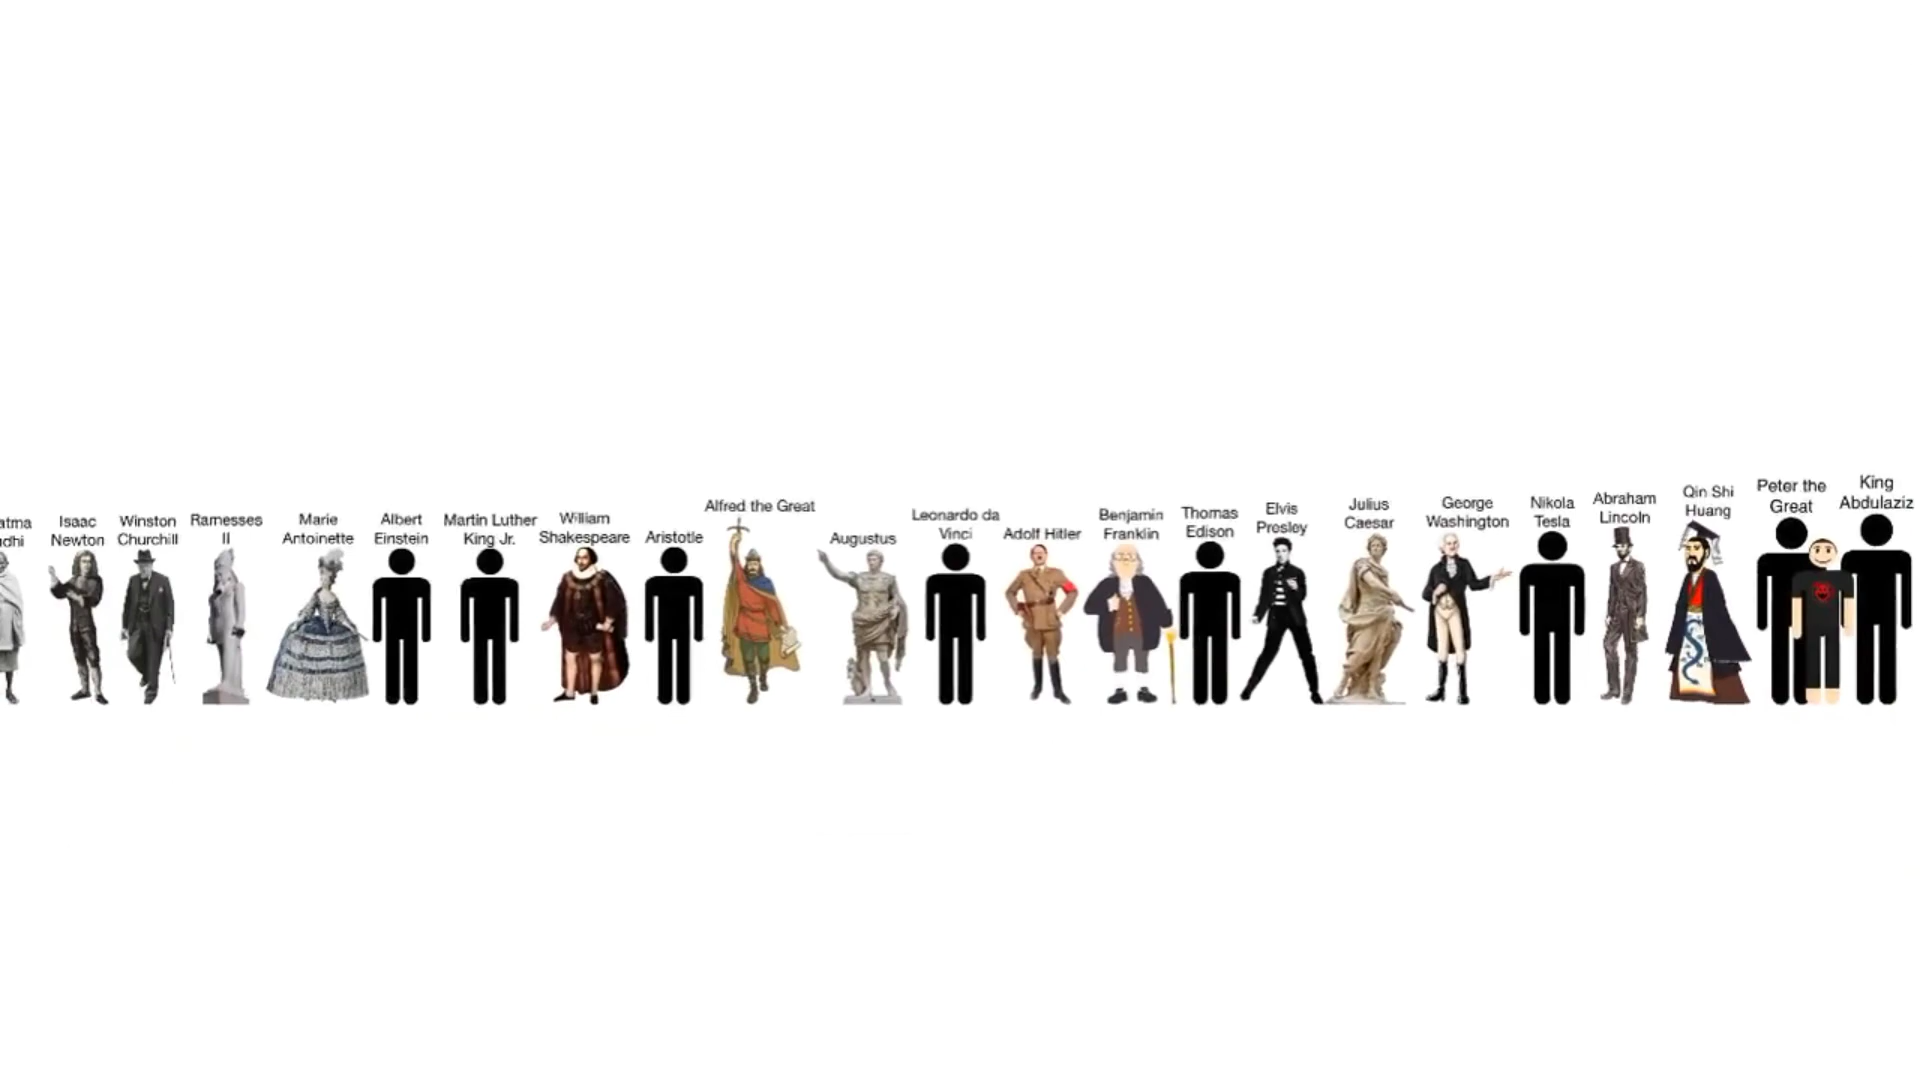 atma
dhi
Isaac
Newton
Winston
Churchill
Ramesses
II
Marie
Antoinette
Albert
Einstein
Martin Luther
King Jr.
William
Shakespeare
Aristotle
Alfred the Great
Augustus
Leonardo da
Vinci
Adolf Hitler
Benjamin
Franklin
Thomas
Edison
Elvis
Presley
Julius
Caesar
George
Washington
Nikola
Tesla
Abraham
Lincoln
Qin Shi
Huang
Peter the
Great
King
Abdulaziz